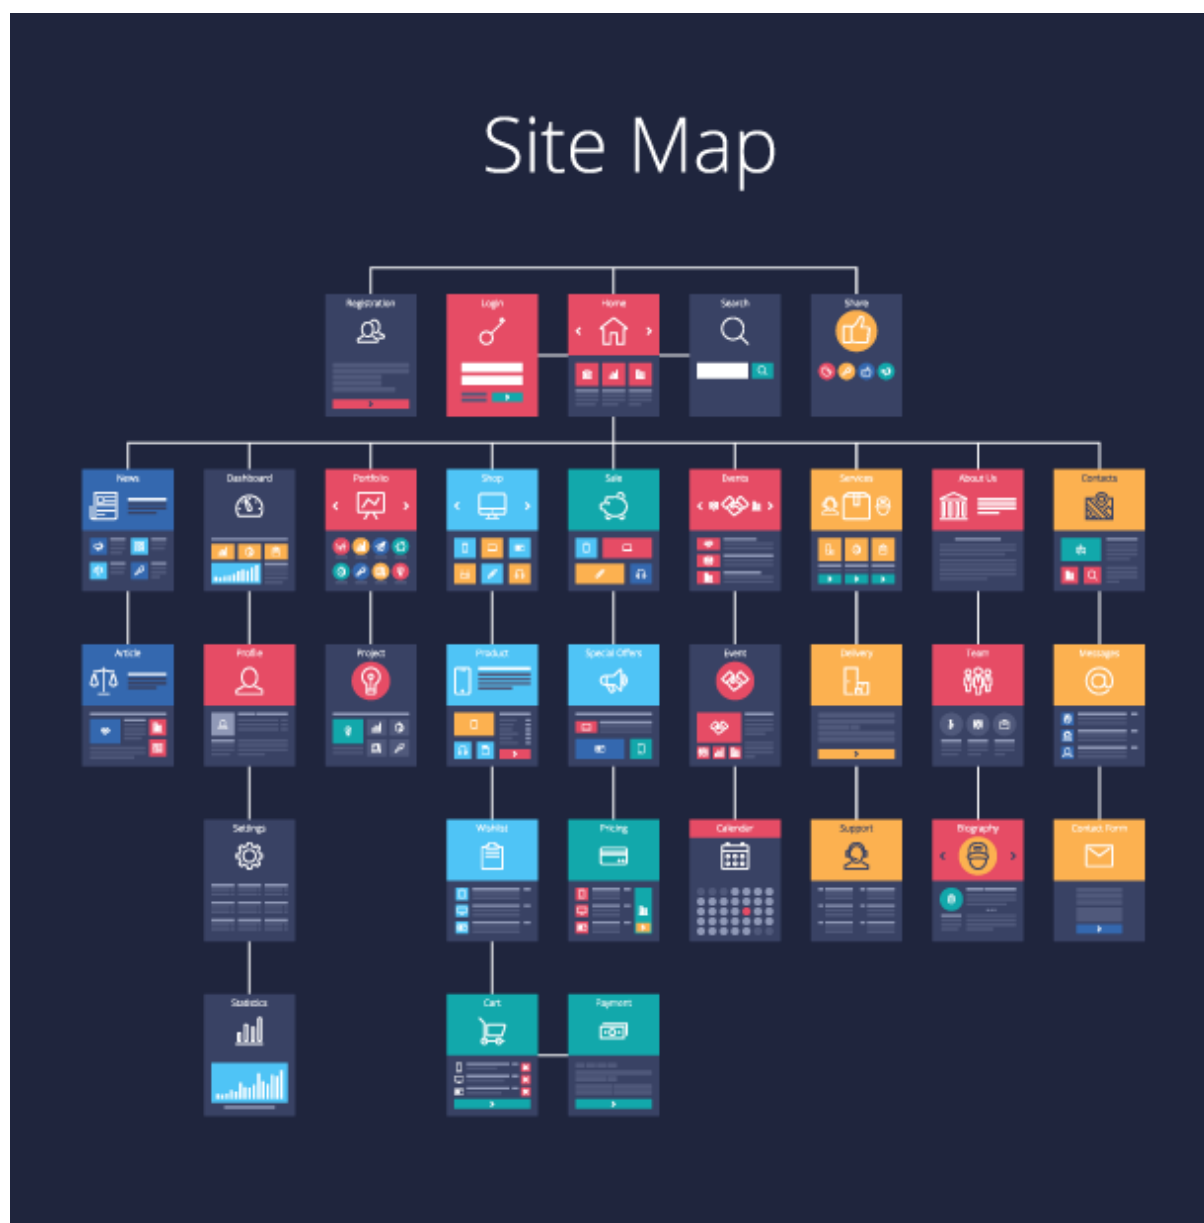 Site Map
Registration
Login
Home
Search
Share
News
Dashboard
Portfolio
Shop
Sale
Events
Services
About Us
Contacts
Article
Profile
Project
Product
Special Offers
Event
Delivery
Team
Messages
Settings
Wishlist
Pricing
Calendar
Support
Biography
Contact Form
Statistics
Cart
Payment